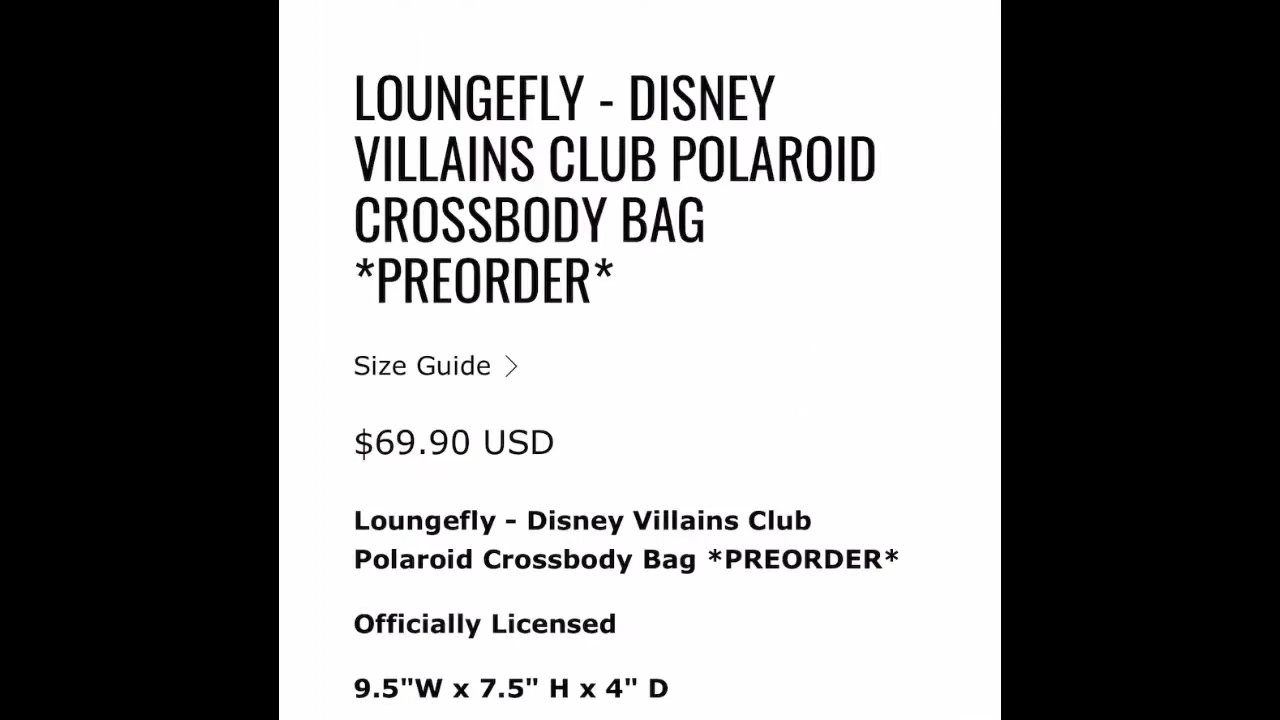 LOUNGEFLY - DISNEY
VILLAINS CLUB POLAROID
CROSSBODY BAG
*PREORDER*
Size Guide >
$69.90 USD
Loungefly - Disney Villains Club
Polaroid Crossbody Bag *PREORDER*
Officially Licensed
9.5"W x 7.5" H x 4" D